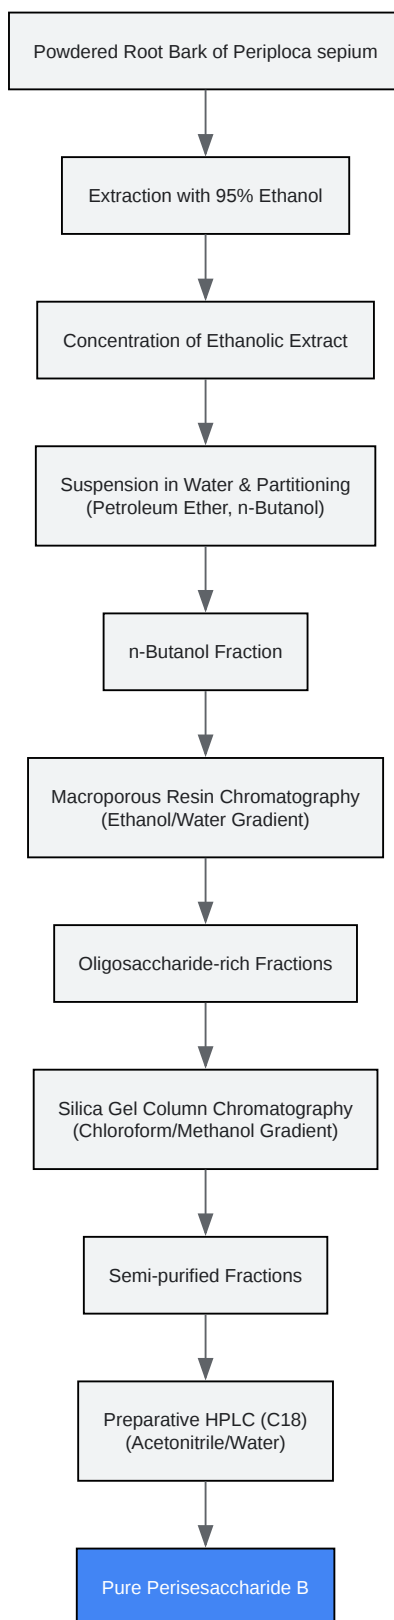 Powdered Root Bark of Periploca sepium
Extraction with 95% Ethanol
Concentration of Ethanolic Extract
Suspension in Water & Partitioning
(Petroleum Ether, n-Butanol)
n-Butanol Fraction
Macroporous Resin Chromatography
(Ethanol/Water Gradient)
Oligosaccharide-rich Fractions
Silica Gel Column Chromatography
(Chloroform/Methanol Gradient)
Semi-purified Fractions
Preparative HPLC (C18)
(Acetonitrile/Water)
Pure Perisesaccharide B